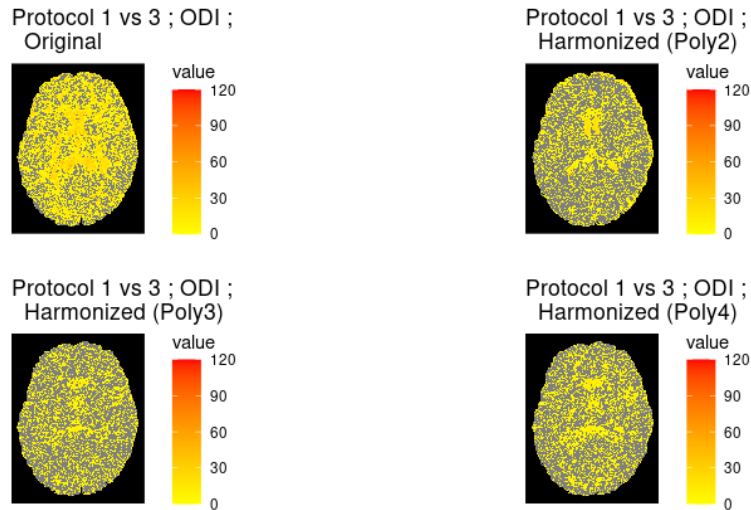 Protocol 1 vs 3 ; ODI ;
Original
value
120
90
60
30
0
Protocol 1 vs 3 ; ODI ;
Harmonized (Poly2)
value
120
90
60
30
0
Protocol 1 vs 3 ; ODI ;
Harmonized (Poly3)
value
120
90
60
30
0
Protocol 1 vs 3 ; ODI ;
Harmonized (Poly4)
value
120
90
60
30
0